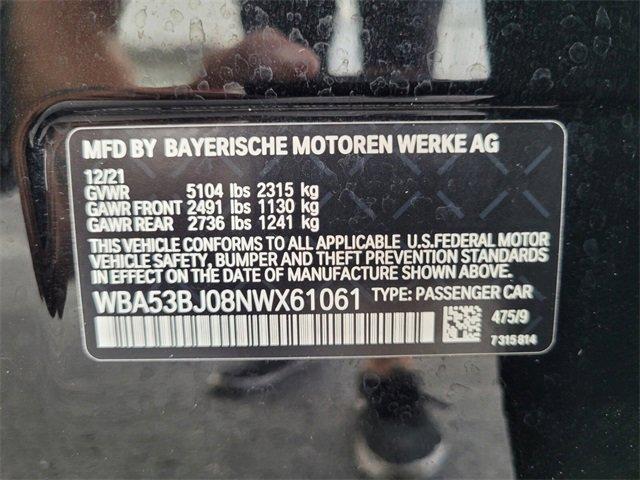 MFD BY BAYERISCHE MOTOREN WERKE AG
12/21
GVWR 5104 lbs 2315 kg
GAWR FRONT 2491 lbs 1130 kg
GAWR REAR 2736 lbs 1241 kg
THIS VEHICLE CONFORMS TO ALL APPLICABLE U.S.FEDERAL MOTOR
VEHICLE SAFETY, BUMPER AND THEFT PREVENTION STANDARDS
IN EFFECT ON THE DATE OF MANUFACTURE SHOWN ABOVE.
WBA53BJ08NWX61061 TYPE: PASSENGER CAR
475/9
7315814